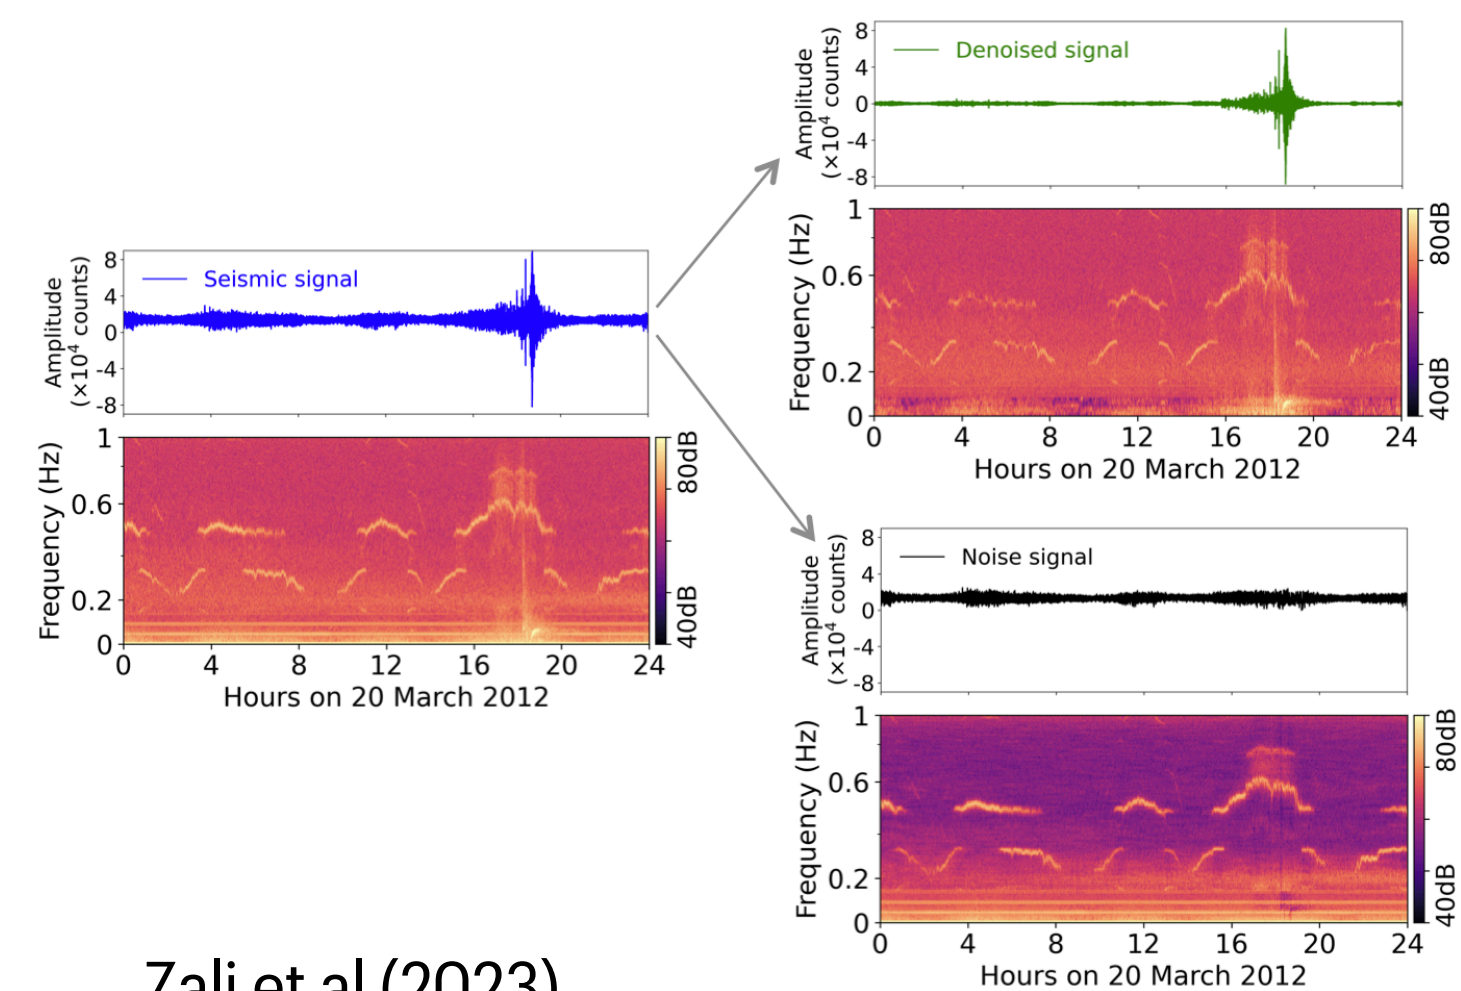 8
4
0
-4
-8
Amplitude
(×10⁴ counts)
Seismic signal
1
0.6
0.2
0
Frequency (Hz)
80dB
40dB
0 4 8 12 16 20 24
Hours on 20 March 2012
8
4
0
-4
-8
Amplitude
(×10⁴ counts)
Denoised signal
1
0.6
0.2
0
Frequency (Hz)
80dB
40dB
0 4 8 12 16 20 24
Hours on 20 March 2012
8
4
0
-4
-8
Amplitude
(×10⁴ counts)
Noise signal
1
0.6
0.2
0
Frequency (Hz)
80dB
40dB
0 4 8 12 16 20 24
Hours on 20 March 2012
Zali et al (2023)